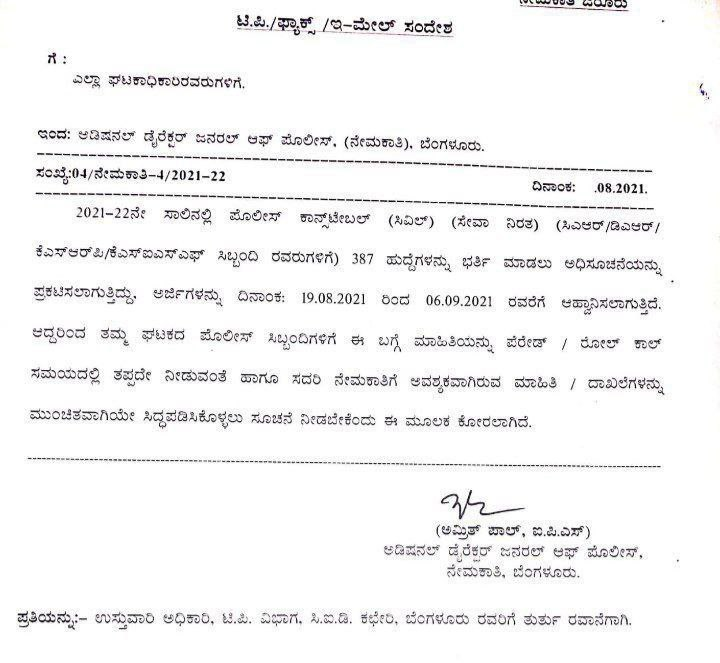 ನೇಮಕಾತಿ
ಟಿ.ಪಿ./ಫ್ಯಾಕ್ಸ್ /ಇ-ಮೇಲ್ ಸಂದೇಶ
ಗೆ :
ಎಲ್ಲಾ ಘಟಕಾಧಿಕಾರಿರವರುಗಳಿಗೆ.
ಇಂದ: ಆಡಿಷನಲ್ ಡೈರೆಕ್ಟರ್ ಜನರಲ್ ಆಫ್ ಪೊಲೀಸ್, (ನೇಮಕಾತಿ), ಬೆಂಗಳೂರು.
ಸಂಖ್ಯೆ:04/ನೇಮಕಾತಿ-4/2021-22 ದಿನಾಂಕ: .08.2021.
2021-22ನೇ ಸಾಲಿನಲ್ಲಿ ಪೊಲೀಸ್ ಕಾನ್ಸ್‌ಟೇಬಲ್ (ಸಿವಿಲ್) (ಸೇವಾ ನಿರತ) (ಸಿಎಆರ್/ಡಿಎಆರ್/
ಕೆಎಸ್ಆರ್‌ಪಿ/ಕೆಎಸ್ಐಎಸ್ಎಫ್ ಸಿಬ್ಬಂದಿ ರವರುಗಳಿಗೆ) 387 ಹುದ್ದೆಗಳನ್ನು ಭರ್ತಿ ಮಾಡಲು ಅಧಿಸೂಚನೆಯನ್ನು
ಪ್ರಕಟಿಸಲಾಗುತ್ತಿದ್ದು, ಅರ್ಜಿಗಳನ್ನು ದಿನಾಂಕ: 19.08.2021 ರಿಂದ 06.09.2021 ರವರೆಗೆ ಆಹ್ವಾನಿಸಲಾಗುತ್ತಿದೆ.
ಆದ್ದರಿಂದ ತಮ್ಮ ಘಟಕದ ಪೊಲೀಸ್ ಸಿಬ್ಬಂದಿಗಳಿಗೆ ಈ ಬಗ್ಗೆ ಮಾಹಿತಿಯನ್ನು ಪೆರೇಡ್ / ರೋಲ್ ಕಾಲ್
ಸಮಯದಲ್ಲಿ ತಪ್ಪದೇ ನೀಡುವಂತೆ ಹಾಗೂ ಸದರಿ ನೇಮಕಾತಿಗೆ ಅವಶ್ಯಕವಾಗಿರುವ ಮಾಹಿತಿ / ದಾಖಲೆಗಳನ್ನು
ಮುಂಚಿತವಾಗಿಯೇ ಸಿದ್ಧಪಡಿಸಿಕೊಳ್ಳಲು ಸೂಚನೆ ನೀಡಬೇಕೆಂದು ಈ ಮೂಲಕ ಕೋರಲಾಗಿದೆ.
(ಅಮ್ರಿತ್ ಪಾಲ್, ಐ.ಪಿ.ಎಸ್)
ಅಡಿಷನಲ್ ಡೈರೆಕ್ಟರ್ ಜನರಲ್ ಆಫ್ ಪೊಲೀಸ್,
ನೇಮಕಾತಿ, ಬೆಂಗಳೂರು.
ಪ್ರತಿಯನ್ನು:- ಉಸ್ತುವಾರಿ ಅಧಿಕಾರಿ, ಟಿ.ಪಿ. ವಿಭಾಗ, ಸಿ.ಐ.ಡಿ. ಕಛೇರಿ, ಬೆಂಗಳೂರು ರವರಿಗೆ ತುರ್ತು ರವಾನೆಗಾಗಿ.